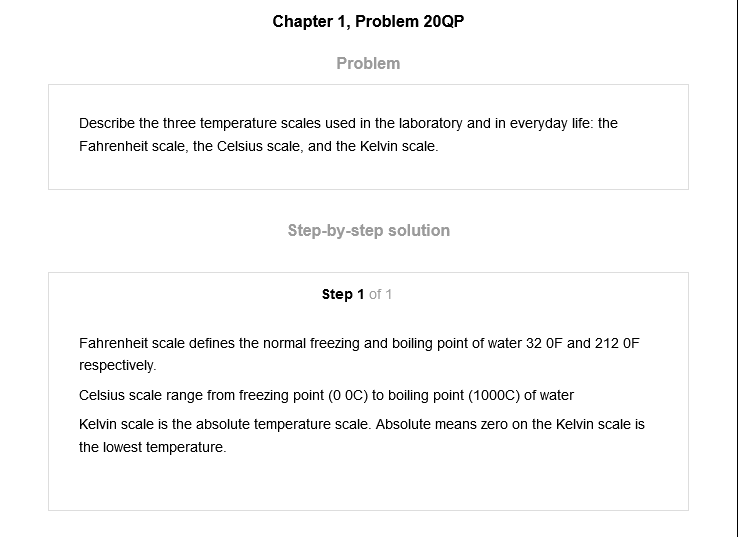 Chapter 1, Problem 20QP
Problem
Describe the three temperature scales used in the laboratory and in everyday life: the
Fahrenheit scale, the Celsius scale, and the Kelvin scale.
Step-by-step solution
Step 1 of 1
Fahrenheit scale defines the normal freezing and boiling point of water 32 0F and 212 0F
respectively.
Celsius scale range from freezing point (0 0C) to boiling point (1000C) of water
Kelvin scale is the absolute temperature scale. Absolute means zero on the Kelvin scale is
the lowest temperature.